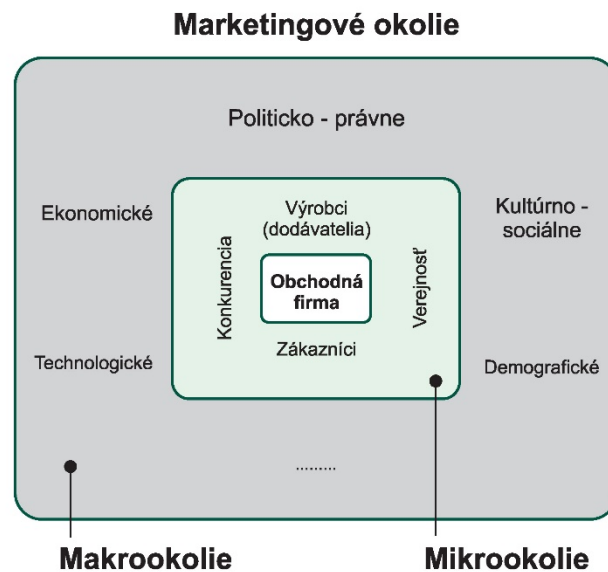 Marketingové okolie
Politicko - právne
Ekonomické
Kultúrno -
sociálne
Výrobci
(dodávatelia)
Konkurencia
Verejnosť
Obchodná
firma
Zákazníci
Technologické
Demografické
.........
Makrookolie
Mikrookolie